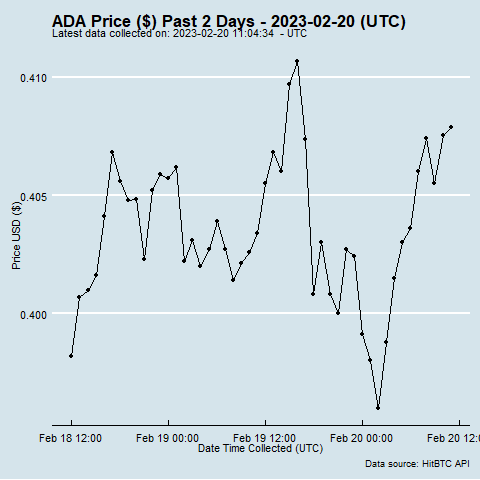 ADA Price ($) Past 2 Days - 2023-02-20 (UTC)
Latest data collected on: 2023-02-20 11:04:34 - UTC
0.410
0.405
0.400
Price USD ($)
Feb 18 12:00
Feb 19 00:00
Feb 19 12:00
Feb 20 00:00
Feb 20 12:0
Date Time Collected (UTC)
Data source: HitBTC API